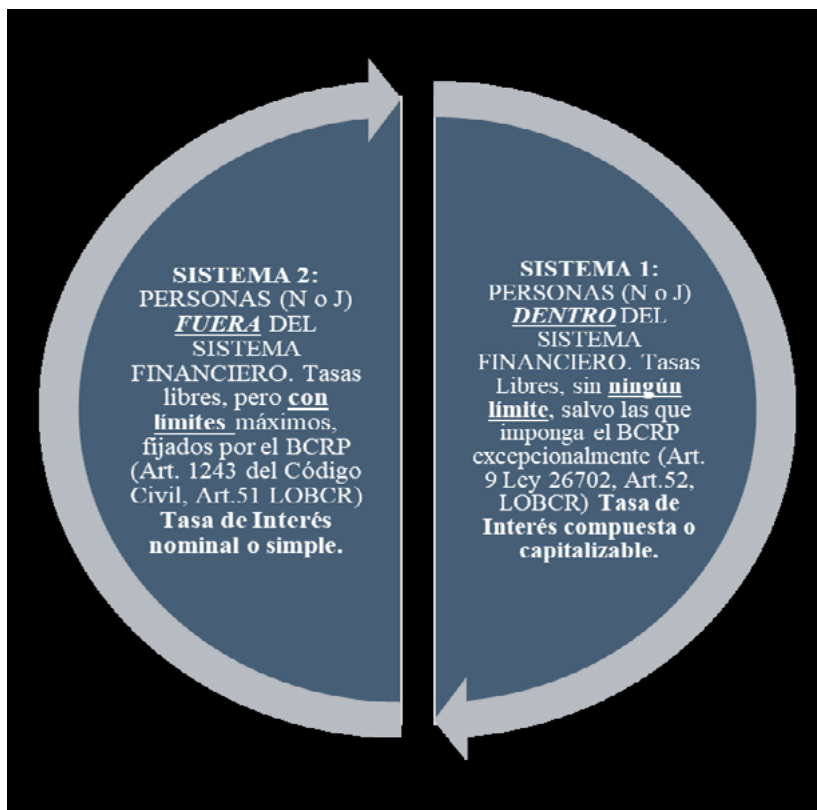 SISTEMA 2:
PERSONAS (N o J)
FUERA DEL
SISTEMA
FINANCIERO. Tasas
libres, pero con
límites máximos,
fijados por el BCRP
(Art. 1243 del Código
Civil, Art.51 LOBCR)
Tasa de Interés
nominal o simple.
SISTEMA 1:
PERSONAS (N o J)
DENTRO DEL
SISTEMA
FINANCIERO. Tasas
Libres, sin ningún
límite, salvo las que
imponga el BCRP
excepcionalmente (Art.
9 Ley 26702, Art.52,
LOBCR) Tasa de
Interés compuesta o
capitalizable.